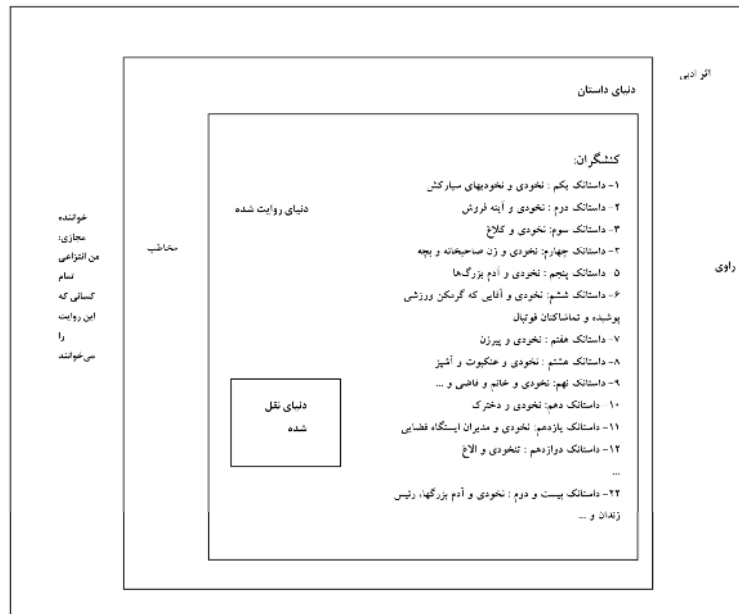 اثر ادبی
دنیای داستان
کنشگران:
۱- داستانک یکم : نخودی و نخودیهای سیارکش
۲- داستانک دوم : نخودی و آینه فروش
۳- داستانک سوم: نخودی و کلاغ
۴- داستانک چهارم: نخودی و زن صاحبخانه و بچه
۵- داستانک پنجم : نخودی و آدم بزرگ‌ها
۶- داستانک ششم: نخودی و آقایی که گرمکن ورزشی
پوشیده و تماشاکنان فوتبال
۷- داستانک هفتم : نخودی و پیرزن
۸- داستانک هشتم : نخودی و عنکبوت و آشپز
۹- داستانک نهم: نخودی و خانم و قاضی و ...
۱۰- داستانک دهم: نخودی و دخترک
۱۱- داستانک یازدهم: نخودی و مدیران ایستگاه فضایی
۱۲- داستانک دوازدهم : نخودی و الاغ
...
۲۲- داستانک بیست و دوم : نخودی و آدم بزرگها، رئیس
زندان و ...
راوی
دنیای روایت شده
دنیای نقل
شده
مخاطب
خواننده
مجازی:
من انتزاعی
تمام
کسانی که
این روایت
را
می‌خوانند